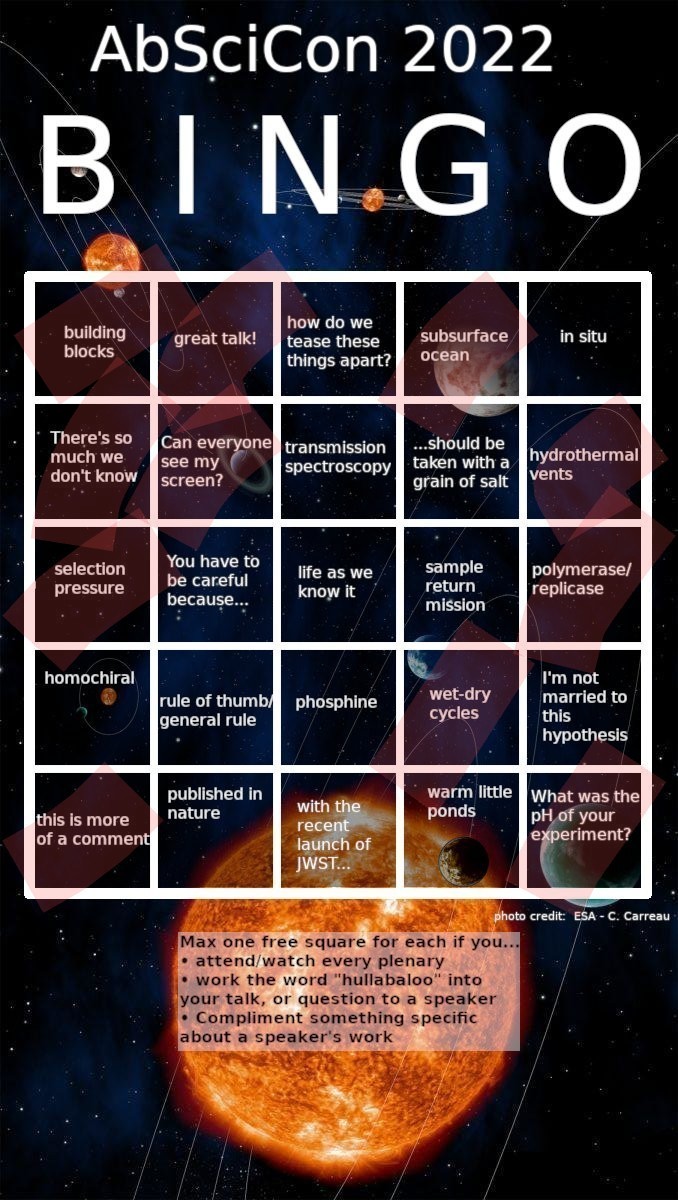 AbSciCon 2022
B I N G O
building
blocks
great talk!
how do we
tease these
things apart?
subsurface
ocean
in situ
There's so
much we
don't know
Can everyone
see my
screen?
transmission
spectroscopy
...should be
taken with a
grain of salt
hydrothermal
vents
selection
pressure
You have to
be careful
because...
life as we
know it
sample
return
mission
polymerase/
replicase
homochiral
rule of thumb/
general rule
phosphine
wet-dry
cycles
I'm not
married to
this
hypothesis
this is more
of a comment
published in
nature
with the
recent
launch of
JWST...
warm little
ponds
What was the
pH of your
experiment?
photo credit: ESA - C. Carreau
Max one free square for each if you...
• attend/watch every plenary
• work the word "hullabaloo" into
your talk, or question to a speaker
• Compliment something specific
about a speaker's work